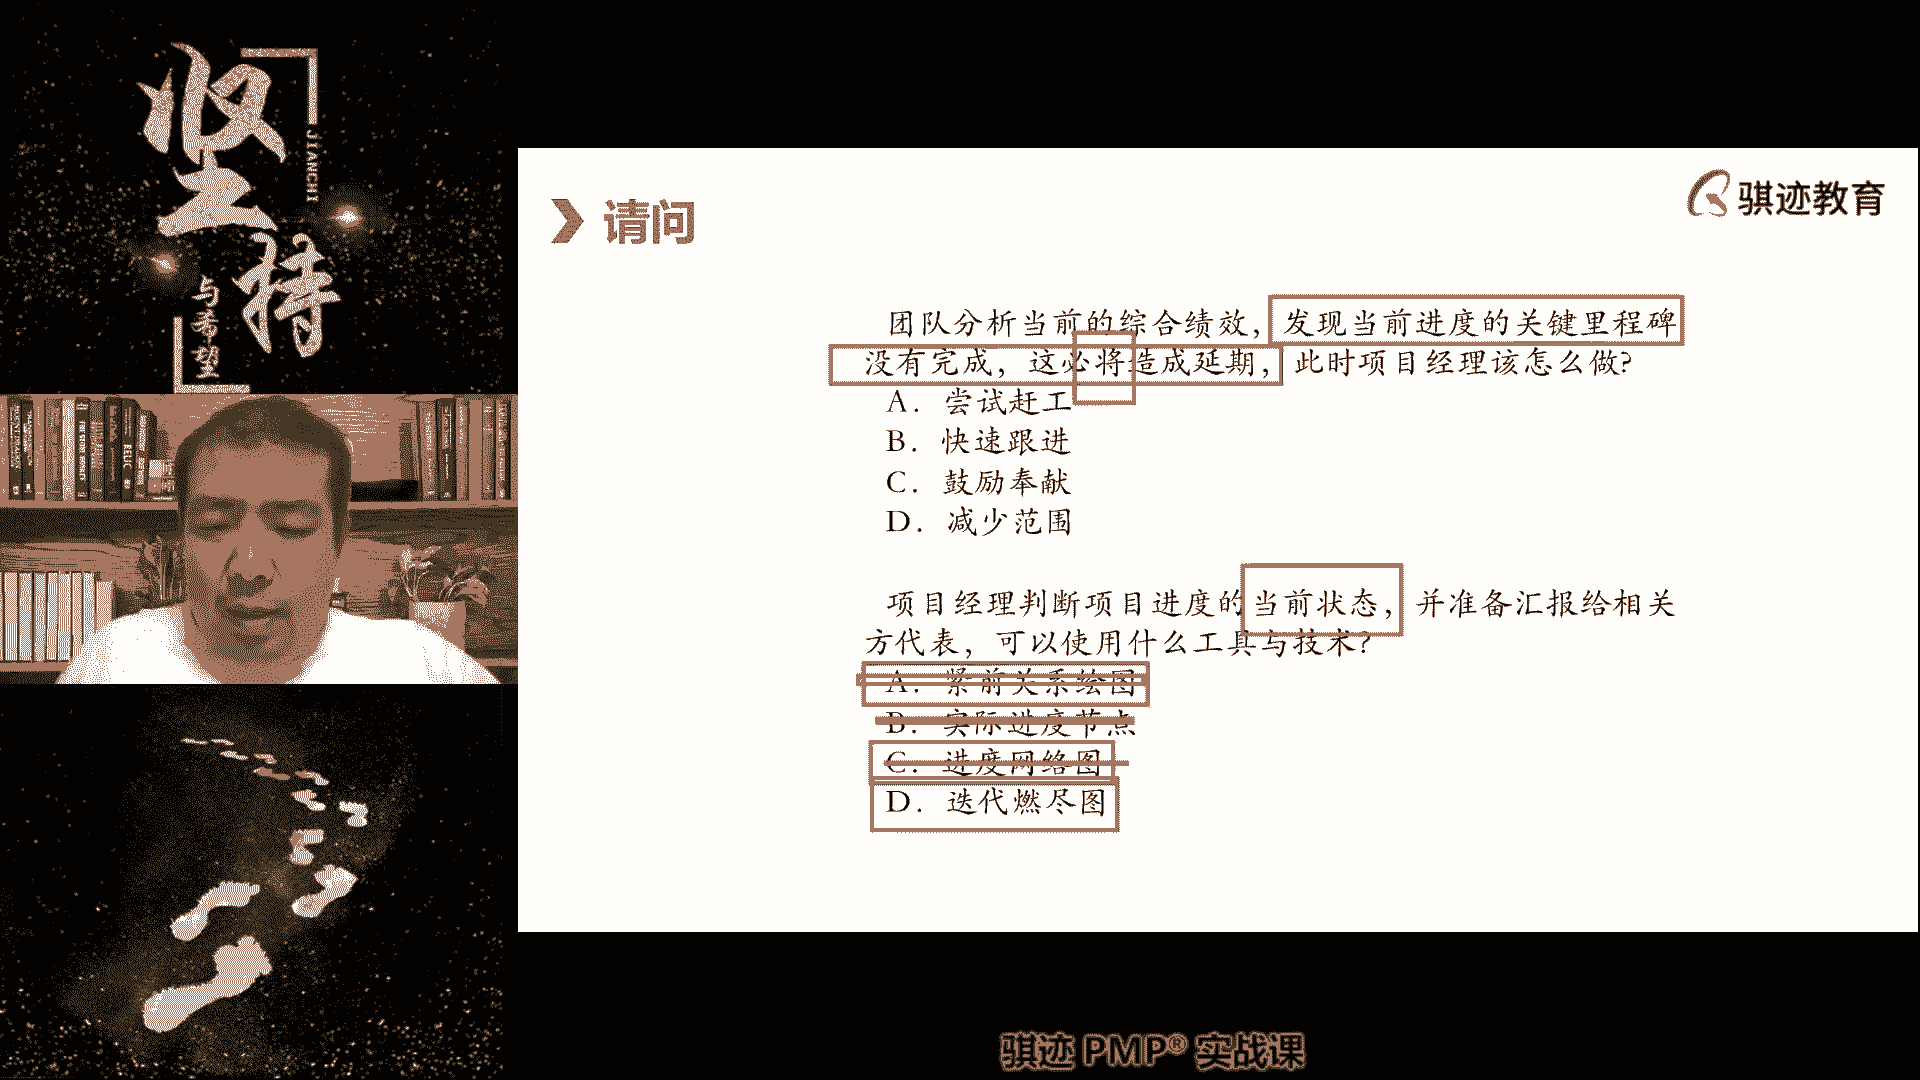 坚持
JIANCHI
与希望
RELIC
骐迹教育
请问
团队分析当前的综合绩效，发现当前进度的关键里程碑
没有完成，这必将造成延期，此时项目经理该怎么做?
A. 尝试赶工
B. 快速跟进
C. 鼓励奉献
D. 减少范围
项目经理判断项目进度的当前状态，并准备汇报给相关
方代表，可以使用什么工具与技术?
A. 紧前关系绘图
B. 实际进度节点
C. 进度网络图
D. 迭代燃尽图
骐迹 PMP® 实战课